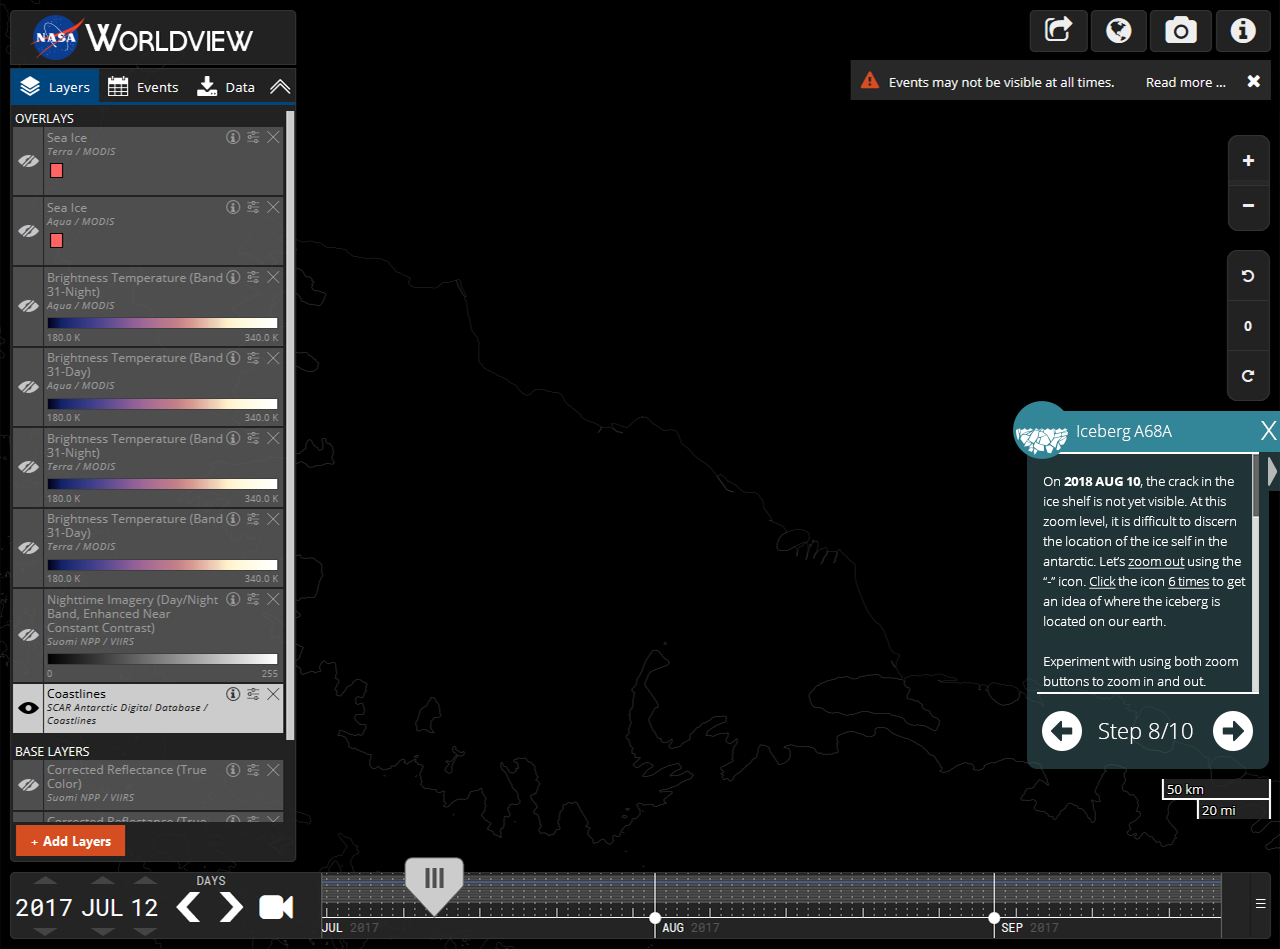 NASA WORLDVIEW
Layers Events Data
Events may not be visible at all times. Read more ...
OVERLAYS
Sea Ice
Terra / MODIS
Sea Ice
Aqua / MODIS
Brightness Temperature (Band
31-Night)
Aqua / MODIS
180.0 K 340.0 K
Brightness Temperature (Band
31-Day)
Aqua / MODIS
180.0 K 340.0 K
Brightness Temperature (Band
31-Night)
Terra / MODIS
180.0 K 340.0 K
Brightness Temperature (Band
31-Day)
Terra / MODIS
180.0 K 340.0 K
Nighttime Imagery (Day/Night
Band, Enhanced Near
Constant Contrast)
Suomi NPP / VIIRS
0 255
Coastlines
SCAR Antarctic Digital Database /
Coastlines
BASE LAYERS
Corrected Reflectance (True
Color)
Suomi NPP / VIIRS
Corrected Reflectance (True
+ Add Layers
+
−
0
Iceberg A68A X
On 2018 AUG 10, the crack in the
ice shelf is not yet visible. At this
zoom level, it is difficult to discern
the location of the ice self in the
antarctic. Let's zoom out using the
“-” icon. Click the icon 6 times to get
an idea of where the iceberg is
located on our earth.
Experiment with using both zoom
buttons to zoom in and out.
Step 8/10
50 km
20 mi
DAYS
2017 JUL 12
JUL 2017
AUG 2017
SEP 2017